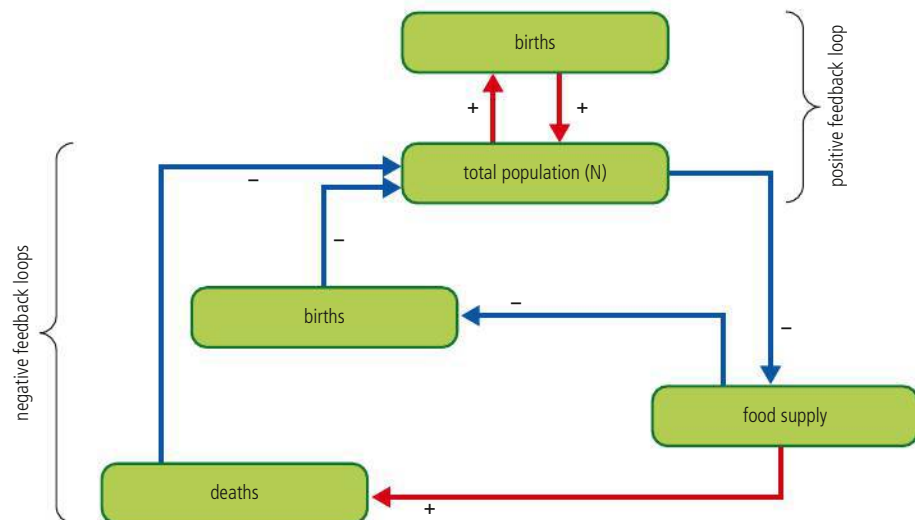 births
+
+
positive feedback loop
total population (N)
–
–
negative feedback loops
births
–
–
food supply
deaths
+